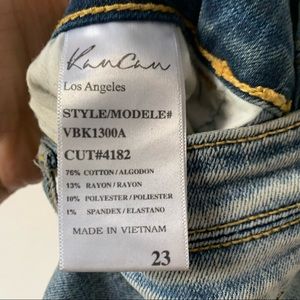 KanCan
Los Angeles
STYLE/MODELE#
VBK1300A
CUT#4182
76% COTTON/ALGODON
13% RAYON/RAYON
10% POLYESTER/POLIESTER
1% SPANDEX/ELASTANO
MADE IN VIETNAM
23